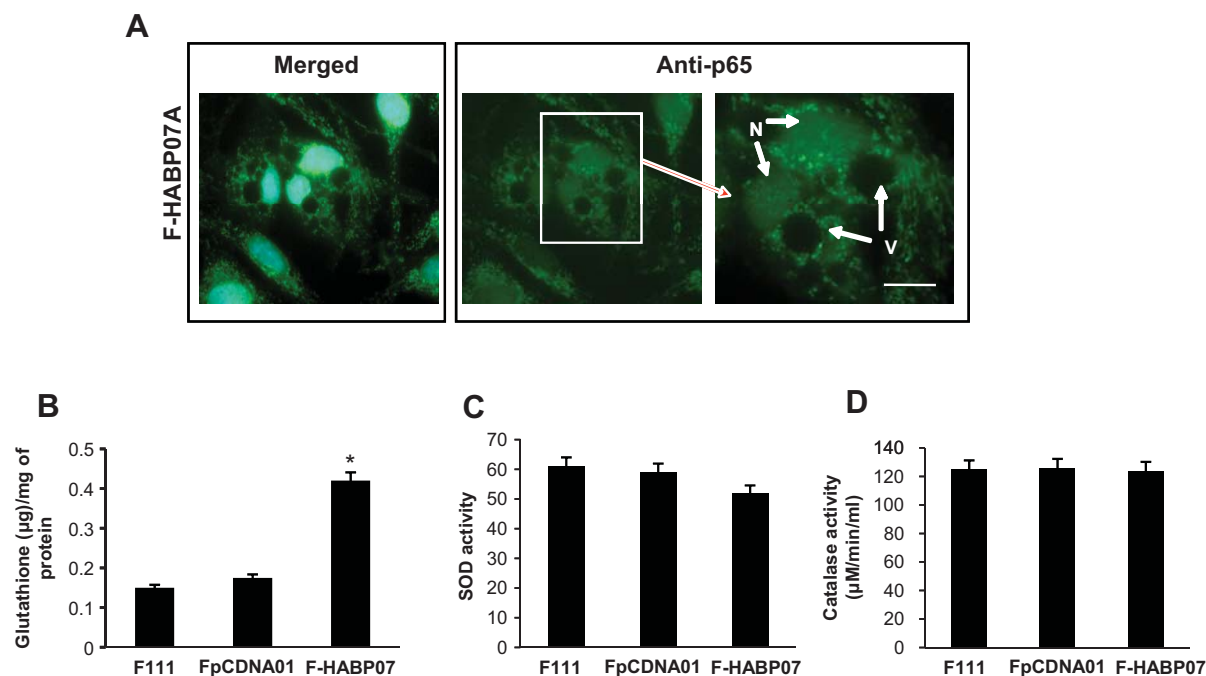 A
Merged
Anti-p65
F-HABP07A
N
V
B
Glutathione (µg)/mg of
protein
0.5
0.4
0.3
0.2
0.1
0
*
F111 FpCDNA01 F-HABP07
C
SOD activity
70
60
50
40
30
20
10
0
F111 FpCDNA01 F-HABP07
D
Catalase activity
(µM/min/ml)
140
120
100
80
60
40
20
0
F111 FpCDNA01 F-HABP07